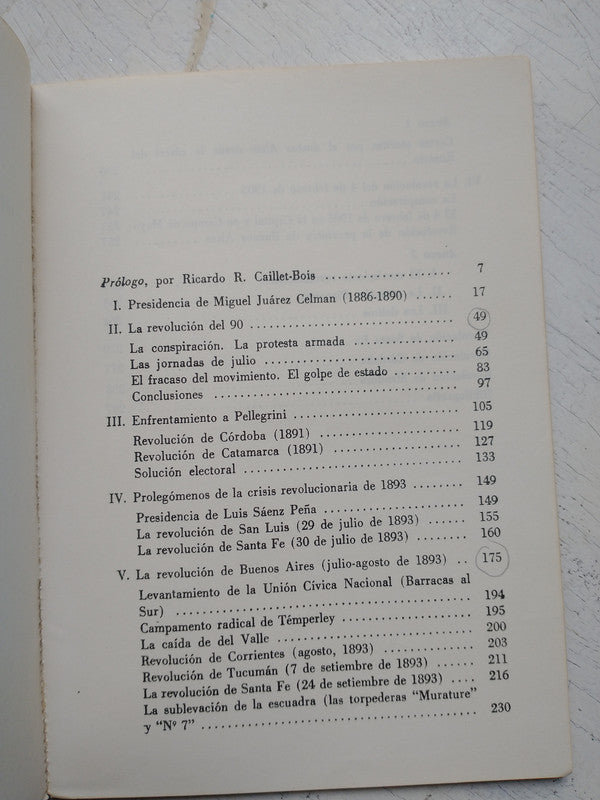 Prólogo, por Ricardo R. Caillet-Bois .................... 7
I. Presidencia de Miguel Juárez Celman (1886-1890) ...... 17
II. La revolución del 90 .............................. 49
La conspiración. La protesta armada ................ 49
Las jornadas de julio .............................. 65
El fracaso del movimiento. El golpe de estado .......... 83
Conclusiones ...................................... 97
III. Enfrentamiento a Pellegrini ........................ 105
Revolución de Córdoba (1891) ...................... 119
Revolución de Catamarca (1891) .................... 127
Solución electoral ................................ 133
IV. Prolegómenos de la crisis revolucionaria de 1893 ........ 149
Presidencia de Luis Sáenz Peña .................... 149
La revolución de San Luis (29 de julio de 1893) ...... 155
La revolución de Santa Fe (30 de julio de 1893) ........ 160
V. La revolución de Buenos Aires (julio-agosto de 1893) .. 175
Levantamiento de la Unión Cívica Nacional (Barracas al
Sur) ............................................ 194
Campamento radical de Témperley .................... 195
La caída de del Valle .............................. 200
Revolución de Corrientes (agosto, 1893) .............. 203
Revolución de Tucumán (7 de setiembre de 1893) ...... 211
La revolución de Santa Fe (24 de setiembre de 1893) .... 216
La sublevación de la escuadra (las torpederas "Murature"
y "Nº 7" .......................................... 230